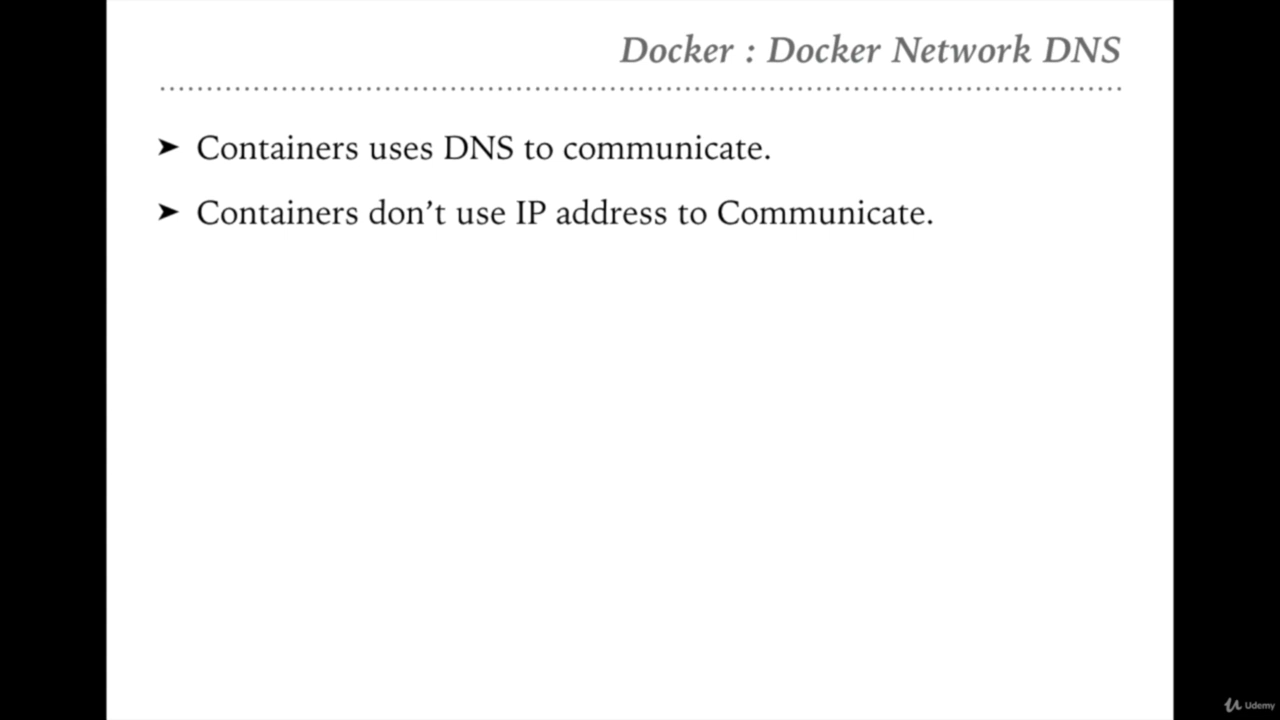 Docker : Docker Network DNS
➤ Containers uses DNS to communicate.
➤ Containers don’t use IP address to Communicate.
Udemy